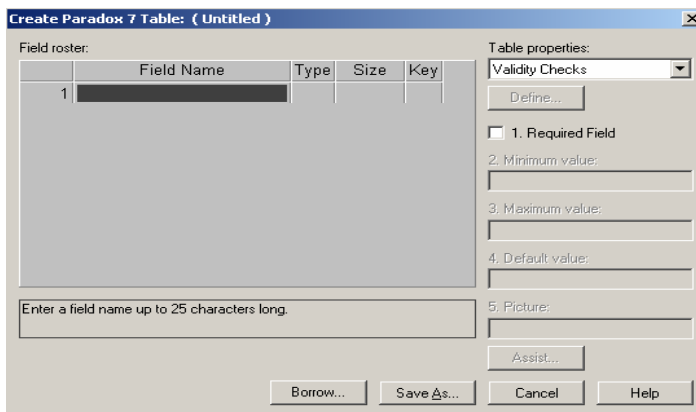 Create Paradox 7 Table: ( Untitled )
Field roster:
Field Name Type Size Key
1
Enter a field name up to 25 characters long.
Table properties:
Validity Checks
Define...
1. Required Field
2. Minimum value:
3. Maximum value:
4. Default value:
5. Picture:
Assist...
Borrow... Save As... Cancel Help